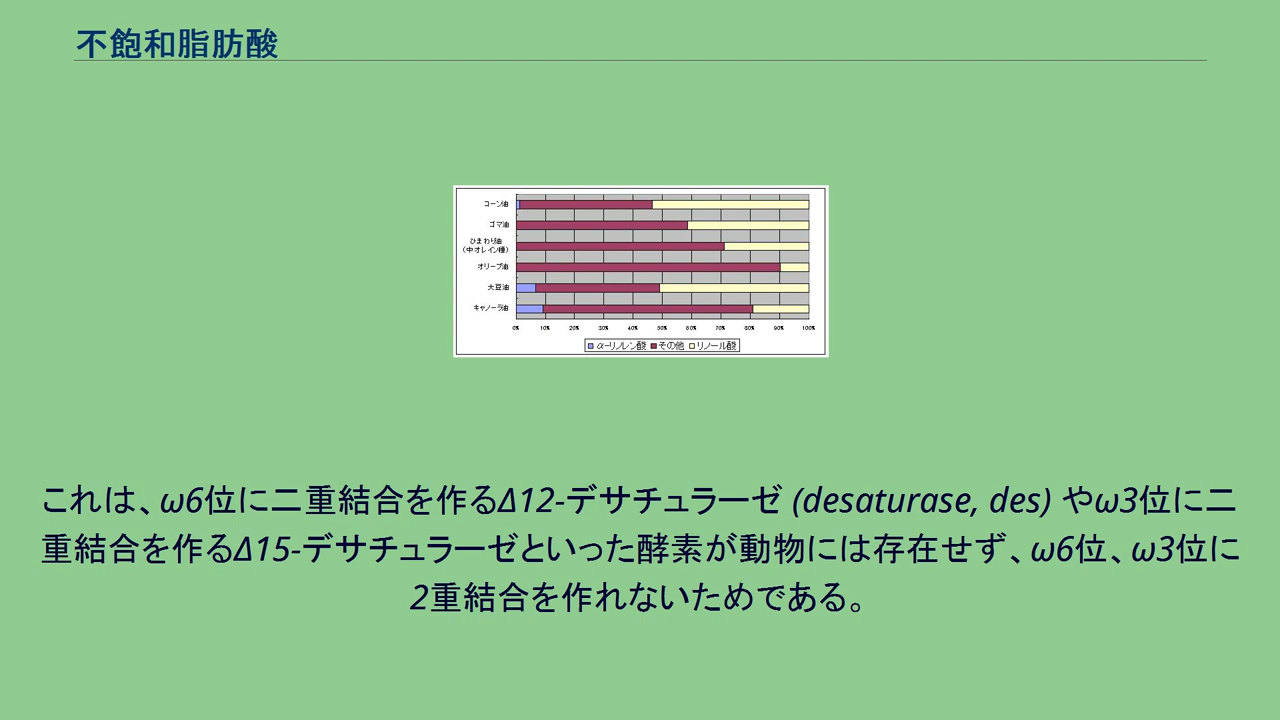 不飽和脂肪酸
コーン油
ゴマ油
ひまわり油
(中オレイン種)
オリーブ油
大豆油
キャノーラ油
0% 10% 20% 30% 40% 50% 60% 70% 80% 90% 100%
α-リノレン酸 その他 リノール酸
これは、ω6位に二重結合を作るΔ12-デサチュラーゼ (desaturase, des) やω3位に二
重結合を作るΔ15-デサチュラーゼといった酵素が動物には存在せず、ω6位、ω3位に
2重結合を作れないためである。